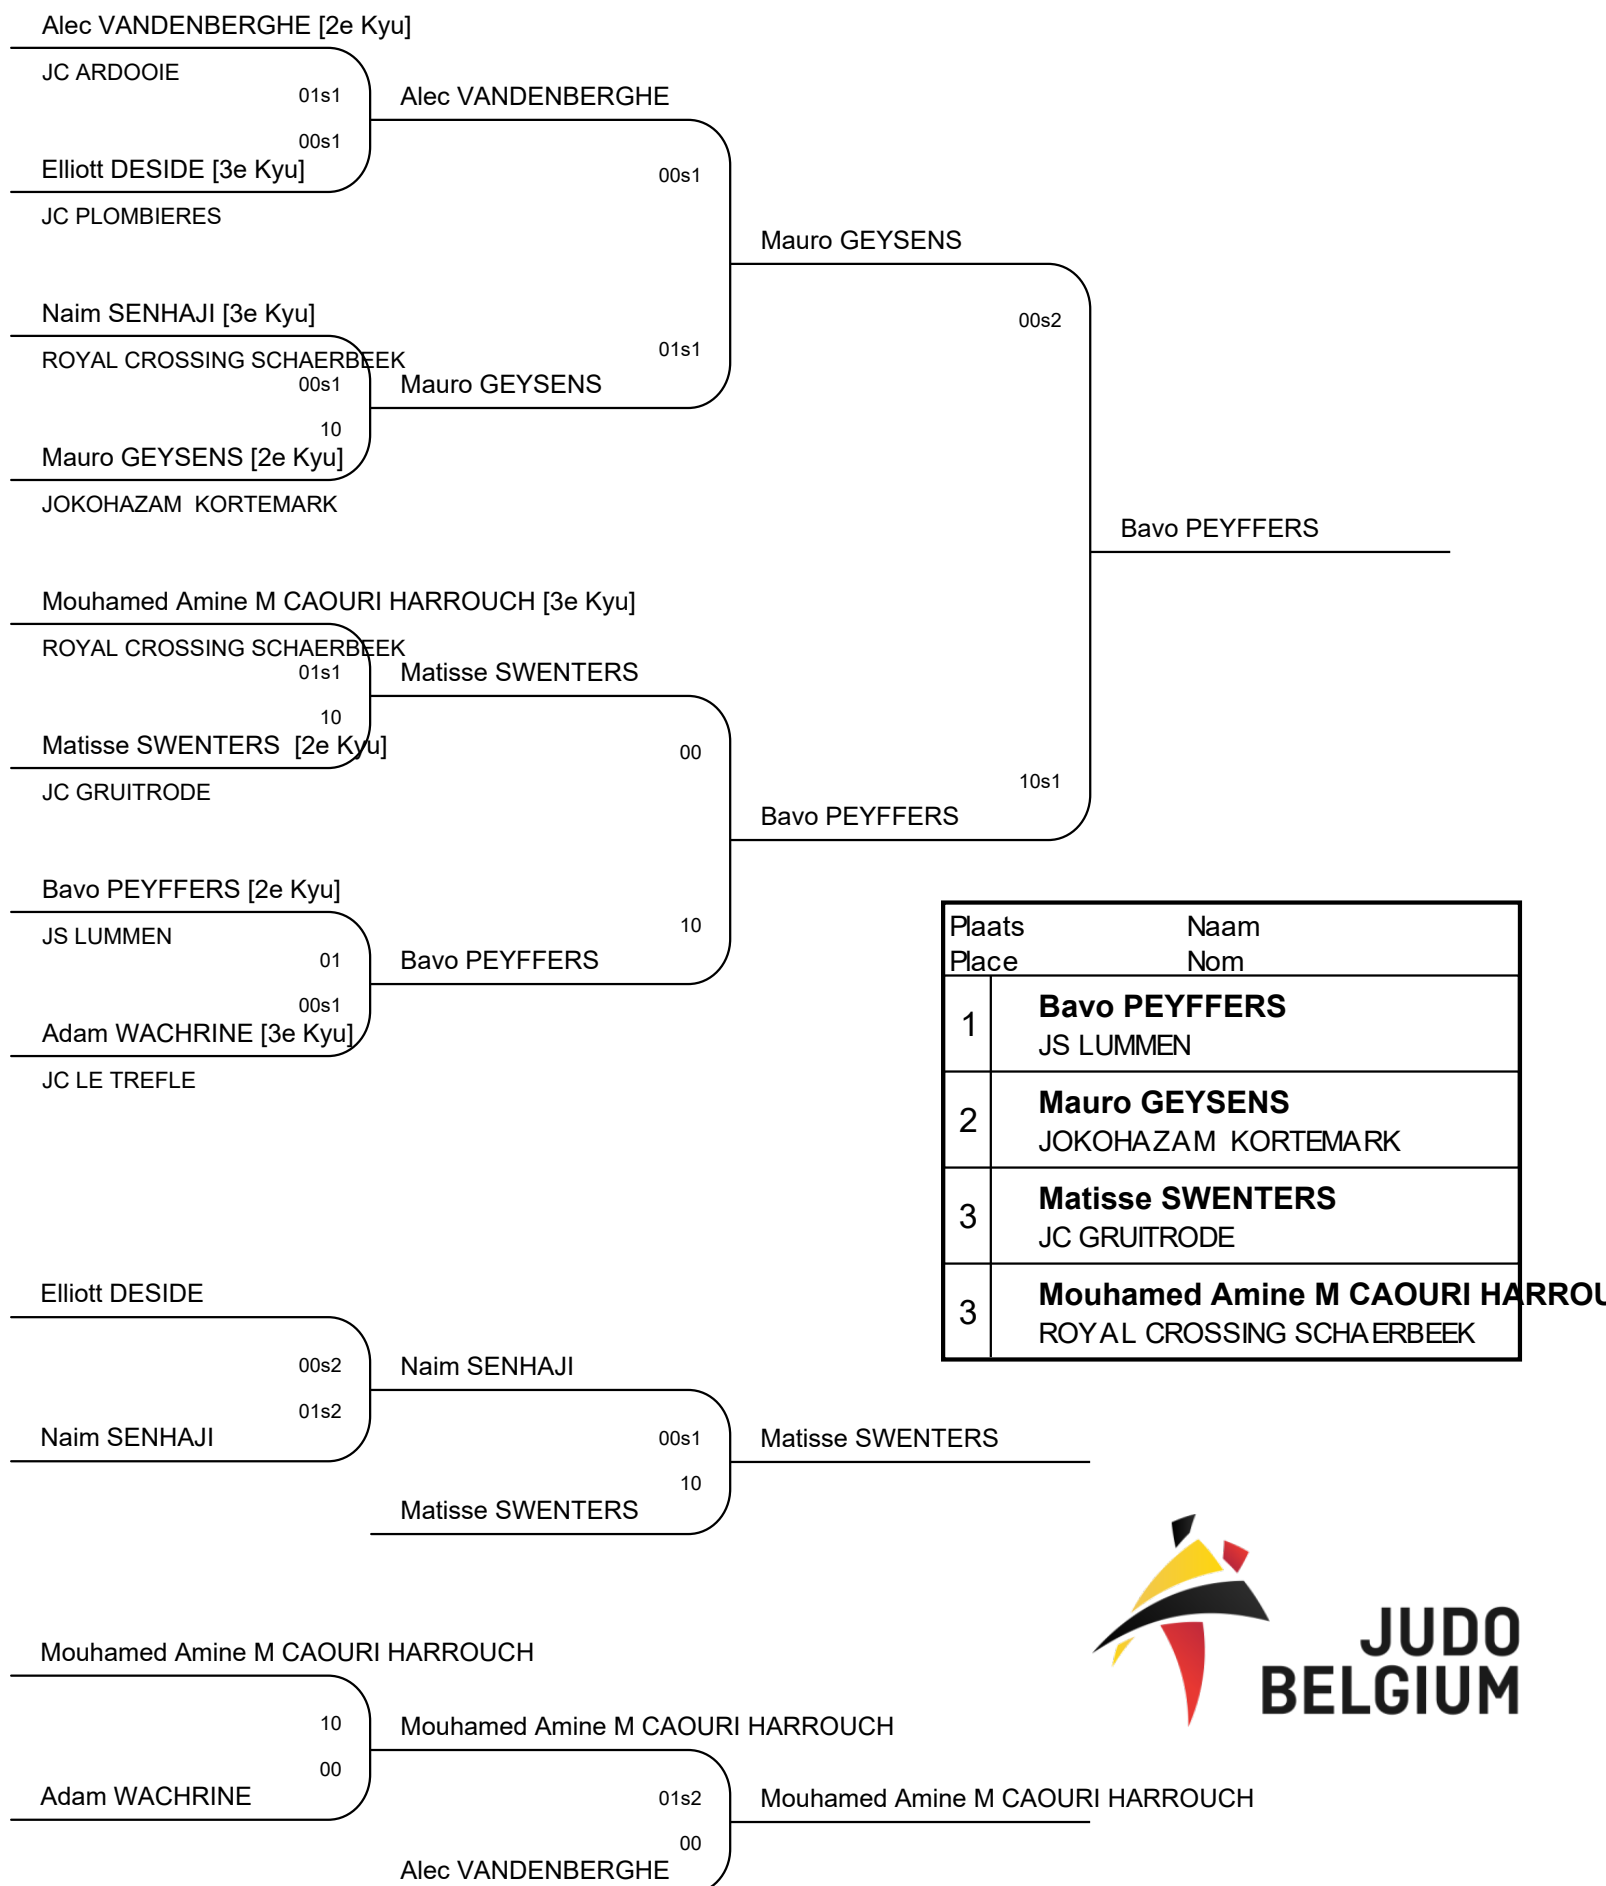 Alec VANDENBERGHE [2e Kyu]
JC ARDOOIE
01s1
Alec VANDENBERGHE
00s1
Elliott DESIDE [3e Kyu]
00s1
JC PLOMBIERES
Mauro GEYSENS
Naim SENHAJI [3e Kyu]
00s2
ROYAL CROSSING SCHAERBEEK
01s1
00s1
Mauro GEYSENS
10
Mauro GEYSENS [2e Kyu]
JOKOHAZAM  KORTEMARK
Bavo PEYFFERS
Mouhamed Amine M CAOURI HARROUCH [3e Kyu]
ROYAL CROSSING SCHAERBEEK
01s1
Matisse SWENTERS
10
Matisse SWENTERS  [2e Kyu]
00
JC GRUITRODE
10s1
Bavo PEYFFERS
Bavo PEYFFERS [2e Kyu]
JS LUMMEN
10
01
Bavo PEYFFERS
00s1
Adam WACHRINE [3e Kyu]
JC LE TREFLE
Plaats Naam
Place Nom
1 Bavo PEYFFERS
JS LUMMEN
2 Mauro GEYSENS
JOKOHAZAM  KORTEMARK
3 Matisse SWENTERS
JC GRUITRODE
3 Mouhamed Amine M CAOURI HARROU
ROYAL CROSSING SCHAERBEEK
Elliott DESIDE
00s2
Naim SENHAJI
01s2
Naim SENHAJI
00s1
Matisse SWENTERS
10
Matisse SWENTERS
JUDO
BELGIUM
Mouhamed Amine M CAOURI HARROUCH
10
Mouhamed Amine M CAOURI HARROUCH
00
Adam WACHRINE
01s2
Mouhamed Amine M CAOURI HARROUCH
00
Alec VANDENBERGHE